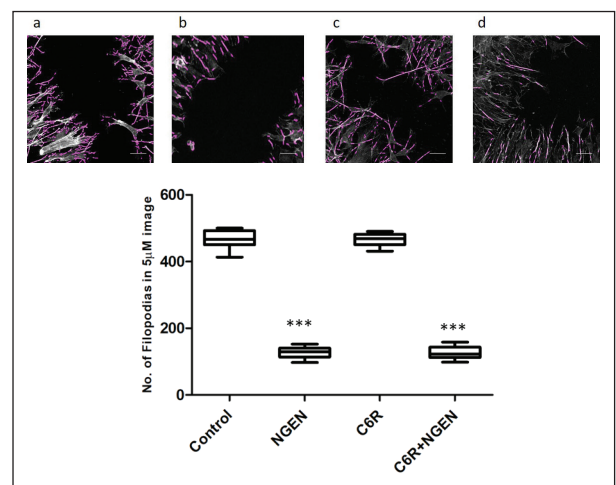 a
b
c
d
No. of Filopodias in 5μM image
600
400
200
0
***
***
Control
NGEN
C6R
C6R+NGEN